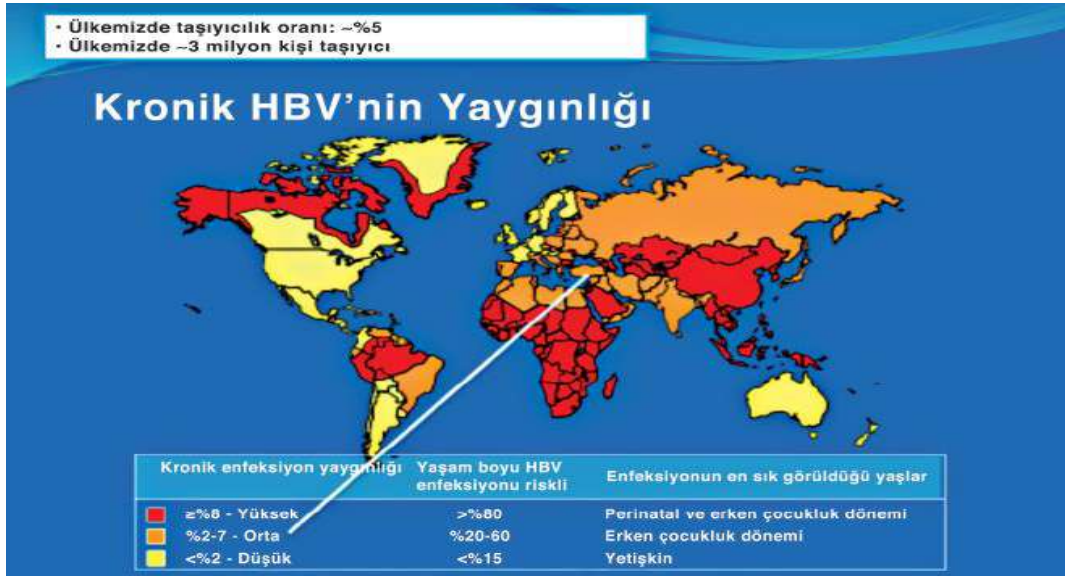 • Ülkemizde taşıyıcılık oranı: ~%5
• Ülkemizde ~3 milyon kişi taşıyıcı
Kronik HBV’nin Yaygınlığı
Kronik enfeksiyon yaygınlığı Yaşam boyu HBV enfeksiyonu riskli Enfeksiyonun en sık görüldüğü yaşlar
≥%8 - Yüksek >%60 Perinatal ve erken çocukluk dönemi
%2-7 - Orta %20-60 Erken çocukluk dönemi
<%2 - Düşük <%15 Yetişkin